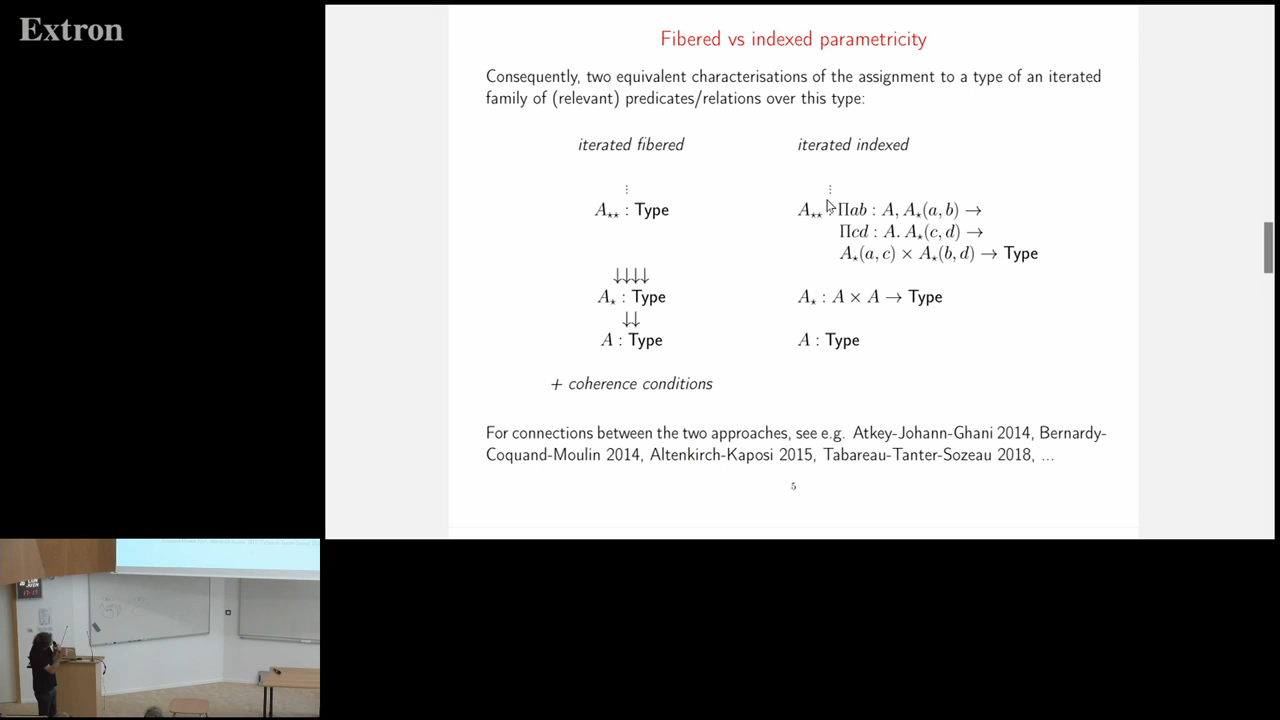 Extron
Fibered vs indexed parametricity
Consequently, two equivalent characterisations of the assignment to a type of an iterated
family of (relevant) predicates/relations over this type:
iterated fibered
iterated indexed
⋮
⋮
A⋆⋆ : Type
A⋆⋆ : Πab : A, A⋆(a, b) →
Πcd : A. A⋆(c, d) →
A⋆(a, c) × A⋆(b, d) → Type
↓↓↓↓
A⋆ : Type
A⋆ : A × A → Type
↓↓
A : Type
A : Type
+ coherence conditions
For connections between the two approaches, see e.g. Atkey-Johann-Ghani 2014, Bernardy-
Coquand-Moulin 2014, Altenkirch-Kaposi 2015, Tabareau-Tanter-Sozeau 2018, ...
5